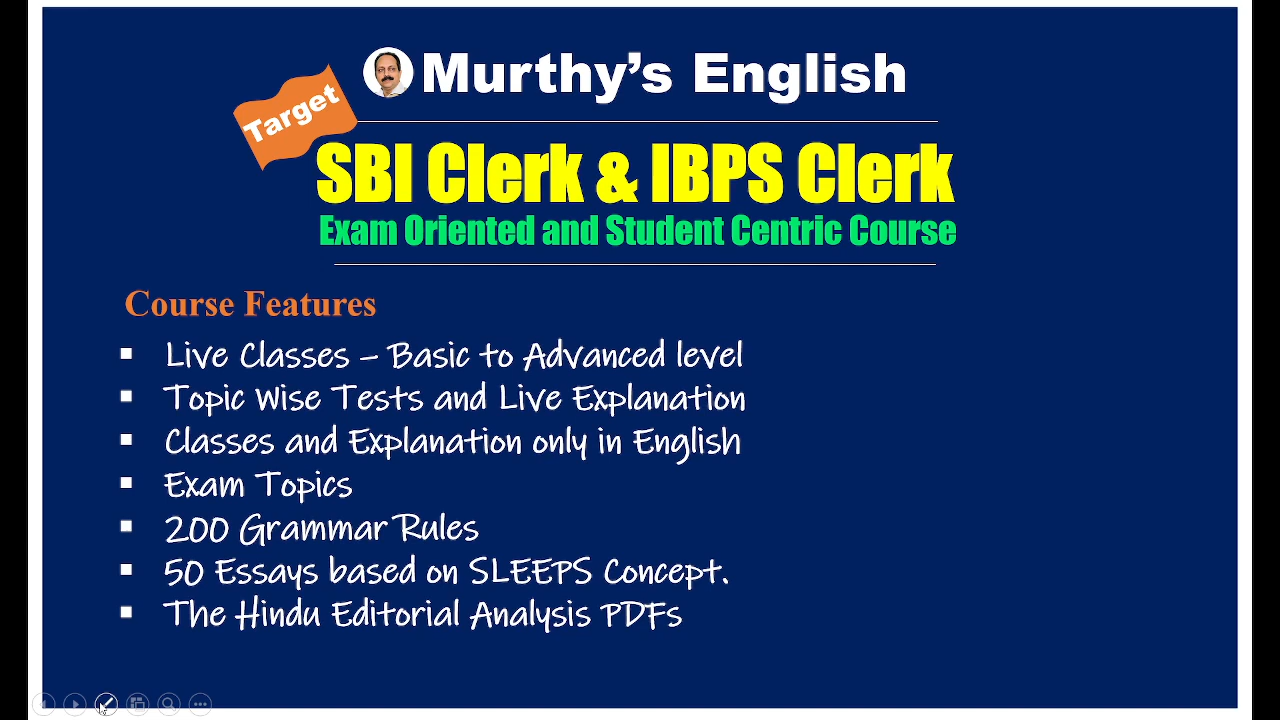 Murthy's English
Target
SBI Clerk & IBPS Clerk
Exam Oriented and Student Centric Course
Course Features
▪ Live Classes – Basic to Advanced level
▪ Topic Wise Tests and Live Explanation
▪ Classes and Explanation only in English
▪ Exam Topics
▪ 200 Grammar Rules
▪ 50 Essays based on SLEEPS Concept.
▪ The Hindu Editorial Analysis PDFs